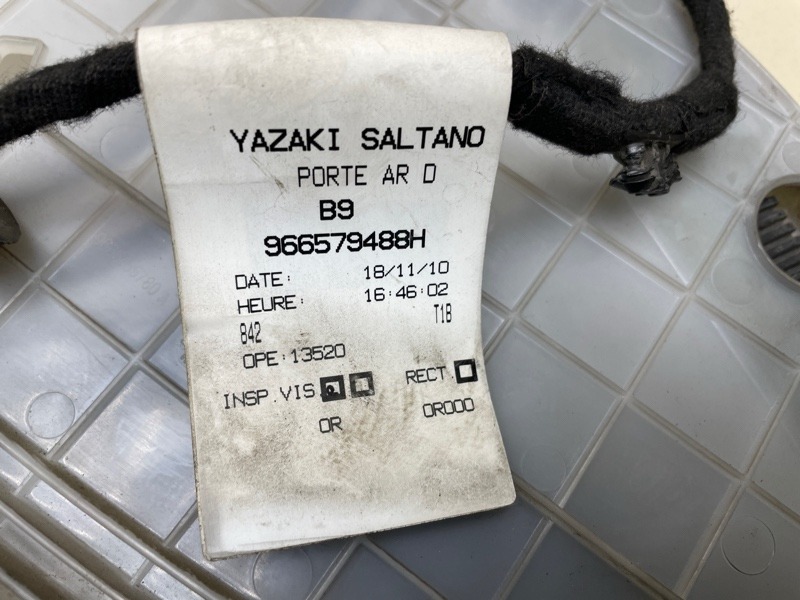 YAZAKI SALTANO
PORTE AR D
B9
966579488H
DATE: 18/11/10
HEURE: 16:46:02
842 T1B
OPE:13520
INSP.VIS. RECT.
OR OR000